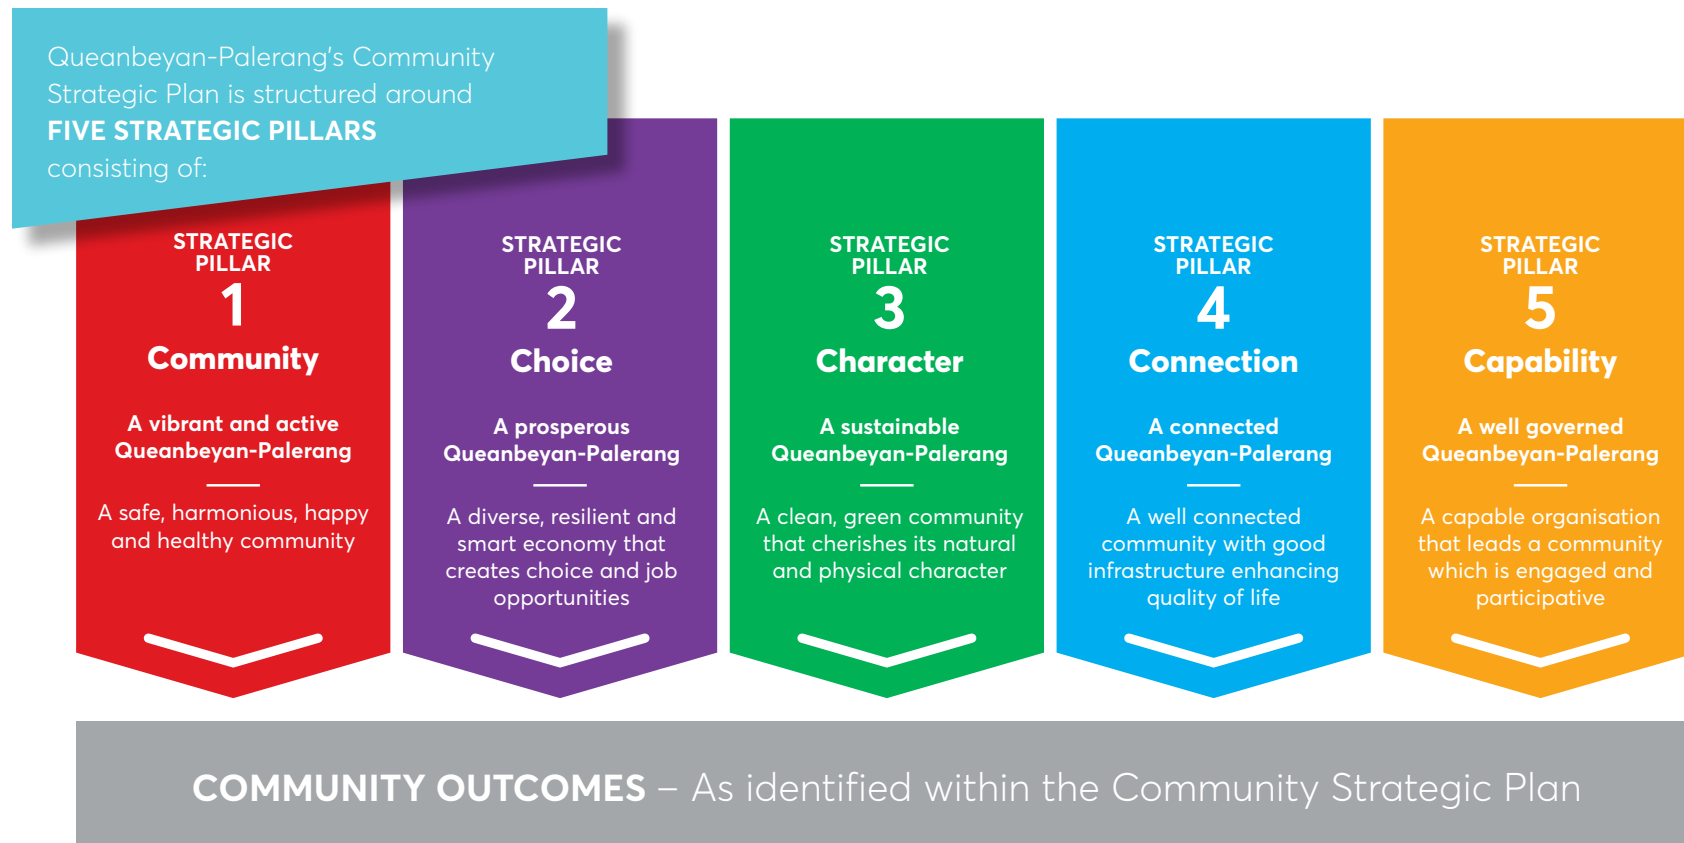 Queanbeyan-Palerang's Community
Strategic Plan is structured around
FIVE STRATEGIC PILLARS
consisting of:
STRATEGIC
PILLAR
1
Community
A vibrant and active
Queanbeyan-Palerang
A safe, harmonious, happy
and healthy community
STRATEGIC
PILLAR
2
Choice
A prosperous
Queanbeyan-Palerang
A diverse, resilient and
smart economy that
creates choice and job
opportunities
STRATEGIC
PILLAR
3
Character
A sustainable
Queanbeyan-Palerang
A clean, green community
that cherishes its natural
and physical character
STRATEGIC
PILLAR
4
Connection
A connected
Queanbeyan-Palerang
A well connected
community with good
infrastructure enhancing
quality of life
STRATEGIC
PILLAR
5
Capability
A well governed
Queanbeyan-Palerang
A capable organisation
that leads a community
which is engaged and
participative
COMMUNITY OUTCOMES – As identified within the Community Strategic Plan